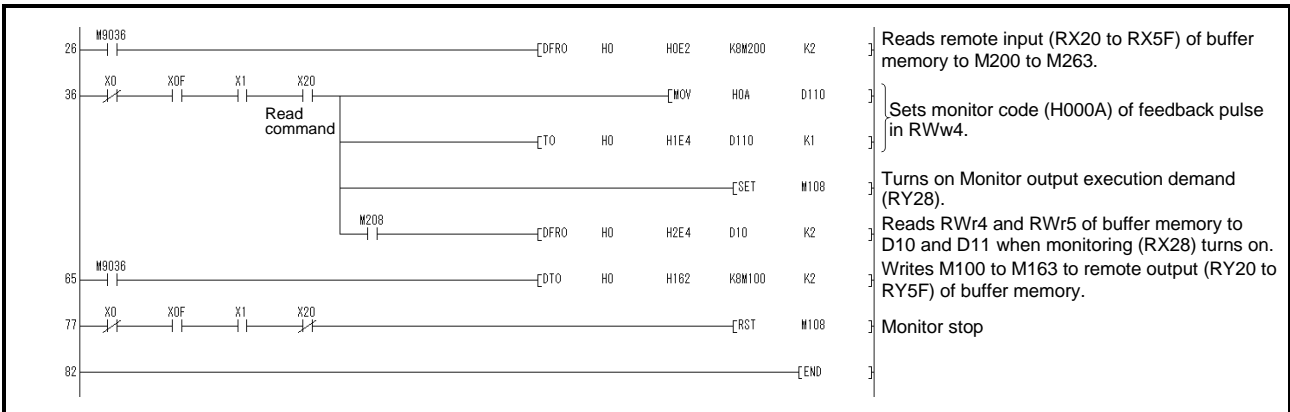 M9036
26 [DFRO H0 H0E2 K8M200 K2 ]
Reads remote input (RX20 to RX5F) of buffer
memory to M200 to M263.
X0 X0F X1 X20
36 [MOV H0A D110 ]
Read
command
Sets monitor code (H000A) of feedback pulse
in RWw4.
[TO H0 H1E4 D110 K1 ]
[SET M108 ]
Turns on Monitor output execution demand
(RY28).
M208
[DFRO H0 H2E4 D10 K2 ]
Reads RWr4 and RWr5 of buffer memory to
D10 and D11 when monitoring (RX28) turns on.
M9036
65 [DTO H0 H162 K8M100 K2 ]
Writes M100 to M163 to remote output (RY20 to
RY5F) of buffer memory.
X0 X0F X1 X20
77 [RST M108 ]
Monitor stop
82 [END ]